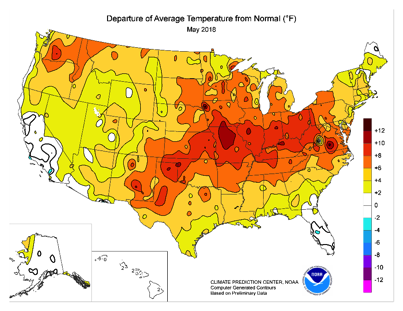 Departure of Average Temperature from Normal (°F)
May 2018
+12
+10
+8
+6
+4
+2
0
-2
-4
-6
-8
-10
-12
CLIMATE PREDICTION CENTER, NOAA
Computer Generated Contours
Based on Preliminary Data
NOAA